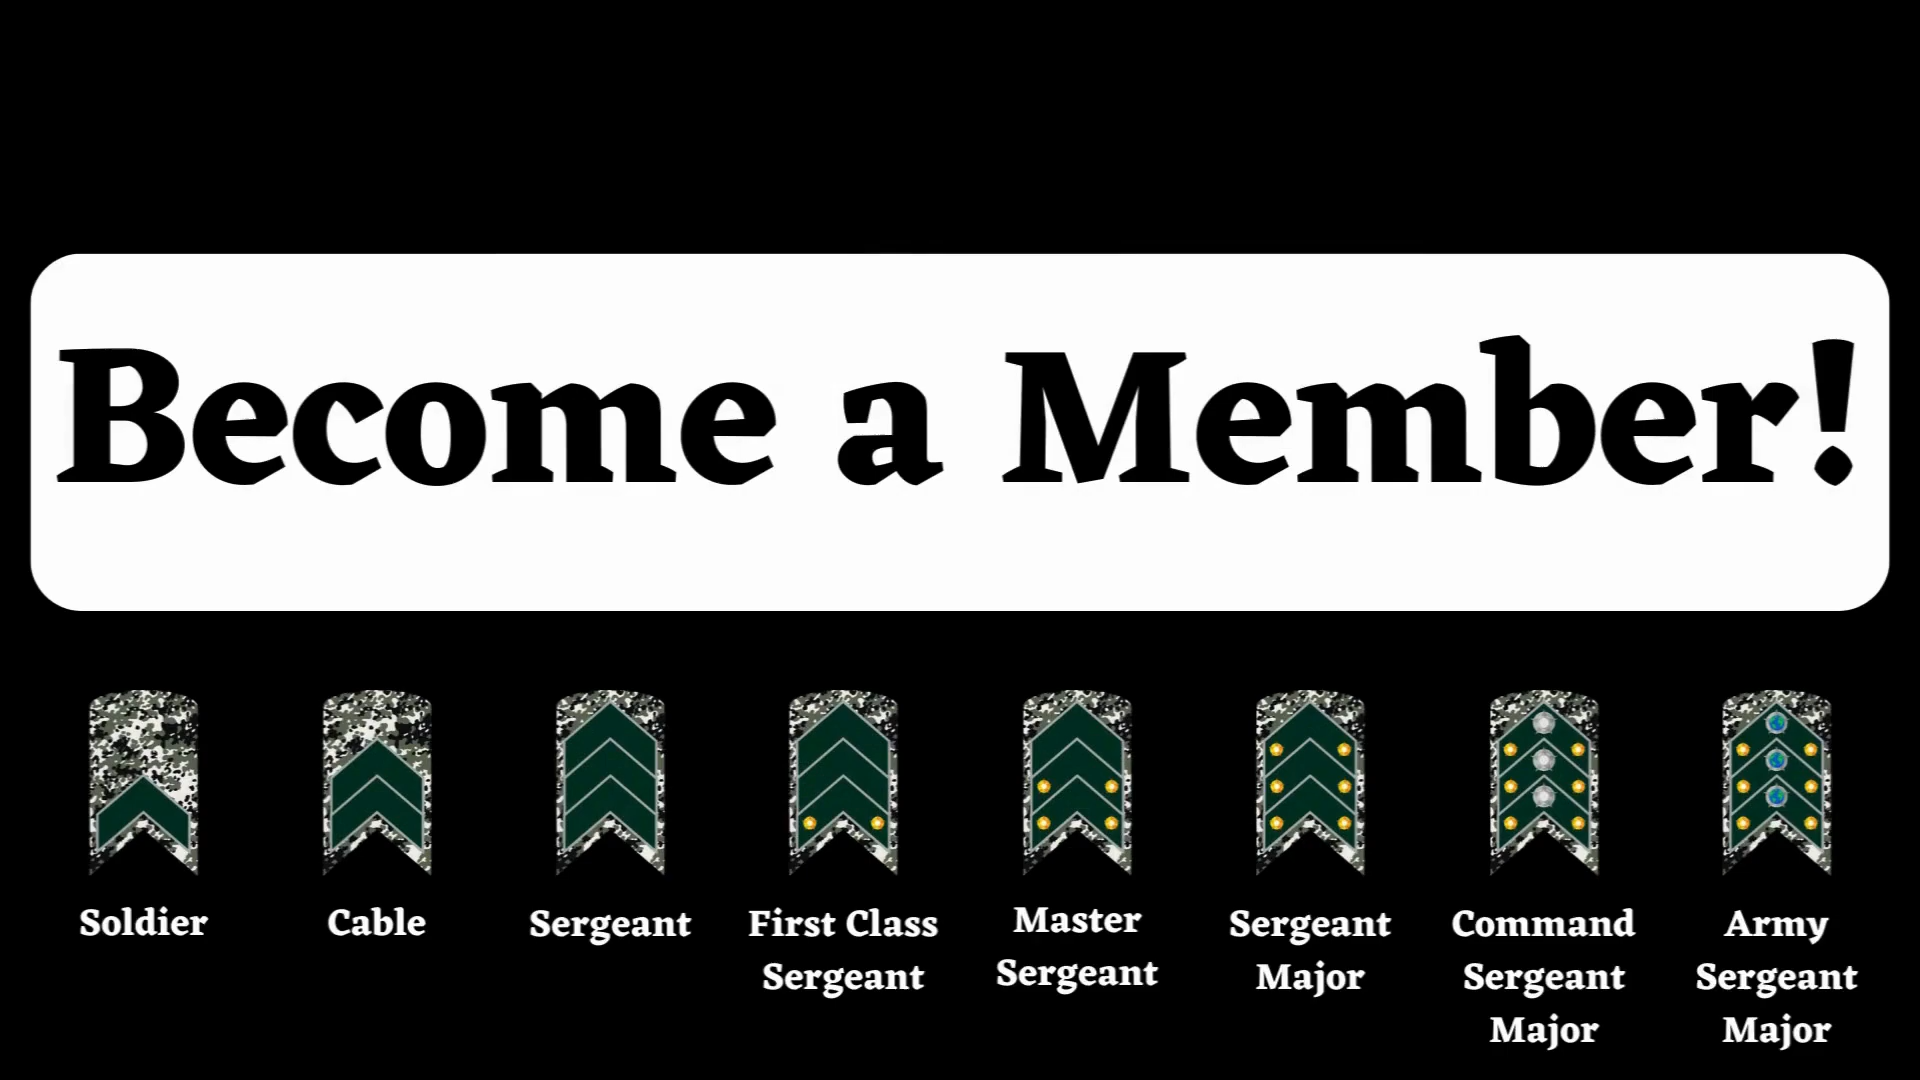 Become a Member!
Soldier
Cable
Sergeant
First Class
Sergeant
Master
Sergeant
Sergeant
Major
Command
Sergeant
Major
Army
Sergeant
Major